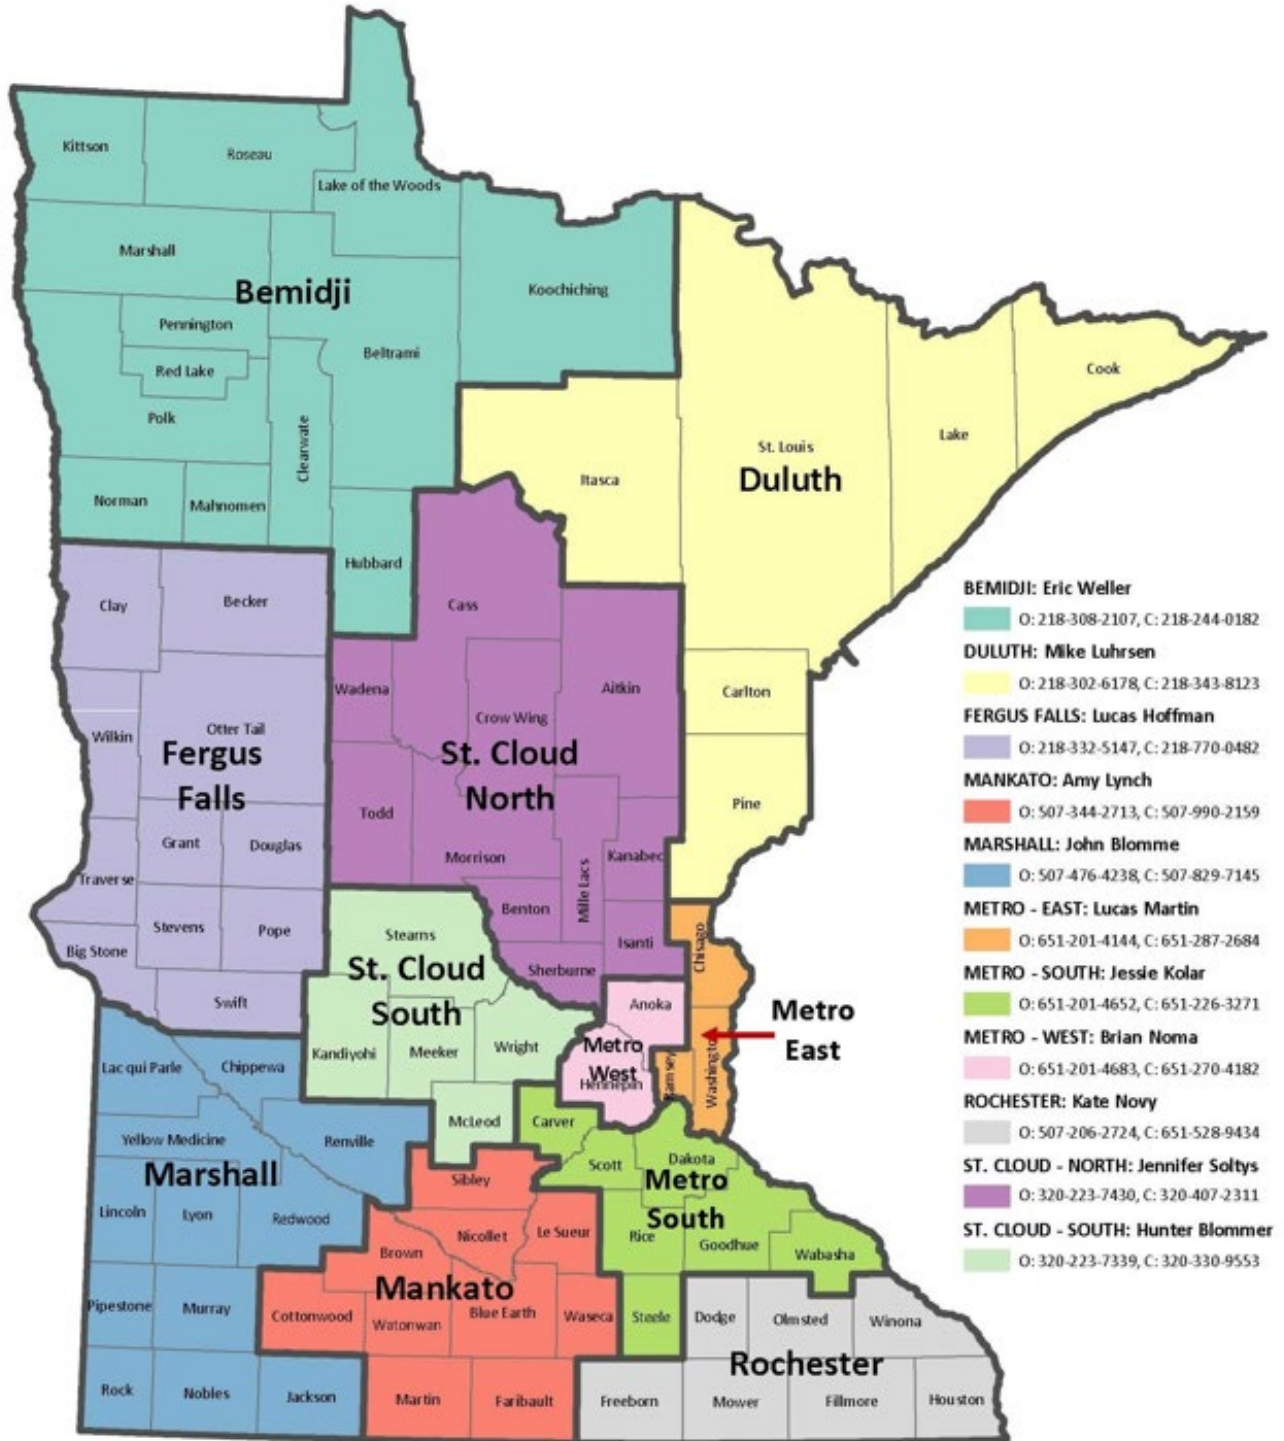 Kittson
Roseau
Lake of the Woods
Marshall
Bemidji
Koochiching
Pennington
Beltrami
Red Lake
Polk
Clearwate
Norman
Mahnomen
Hubbard
Cook
Lake
St. Louis
Duluth
Itasca
Carlton
Pine
Clay
Becker
Wilkin
Otter Tail
Fergus
Falls
Grant
Douglas
Traverse
Stevens
Pope
Big Stone
Swift
Cass
Wadena
Crow Wing
Aitkin
St. Cloud
North
Todd
Morrison
Mille Lacs
Kanabec
Benton
Isanti
Sherburne
Stearns
St. Cloud
South
Kandiyohi
Meeker
Wright
McLeod
Anoka
Metro
West
Hennepin
Chisago
Ramsey
Washington
Metro
East
Lac qui Parle
Chippewa
Yellow Medicine
Renville
Marshall
Lincoln
Lyon
Redwood
Pipestone
Murray
Rock
Nobles
Jackson
Sibley
Nicollet
Le Sueur
Brown
Mankato
Cottonwood
Watonwan
Blue Earth
Waseca
Martin
Faribault
Carver
Scott
Dakota
Metro
South
Rice
Goodhue
Wabasha
Steele
Dodge
Olmsted
Winona
Rochester
Freeborn
Mower
Fillmore
Houston
BEMIDJI: Eric Weller
O: 218-308-2107, C: 218-244-0182
DULUTH: Mike Luhrsen
O: 218-302-6178, C: 218-343-8123
FERGUS FALLS: Lucas Hoffman
O: 218-332-5147, C: 218-770-0482
MANKATO: Amy Lynch
O: 507-344-2713, C: 507-990-2159
MARSHALL: John Blomme
O: 507-476-4238, C: 507-829-7145
METRO - EAST: Lucas Martin
O: 651-201-4144, C: 651-287-2684
METRO - SOUTH: Jessie Kolar
O: 651-201-4652, C: 651-226-3271
METRO - WEST: Brian Noma
O: 651-201-4683, C: 651-270-4182
ROCHESTER: Kate Novy
O: 507-206-2724, C: 651-528-9434
ST. CLOUD - NORTH: Jennifer Soltys
O: 320-223-7430, C: 320-407-2311
ST. CLOUD - SOUTH: Hunter Blommer
O: 320-223-7339, C: 320-330-9553